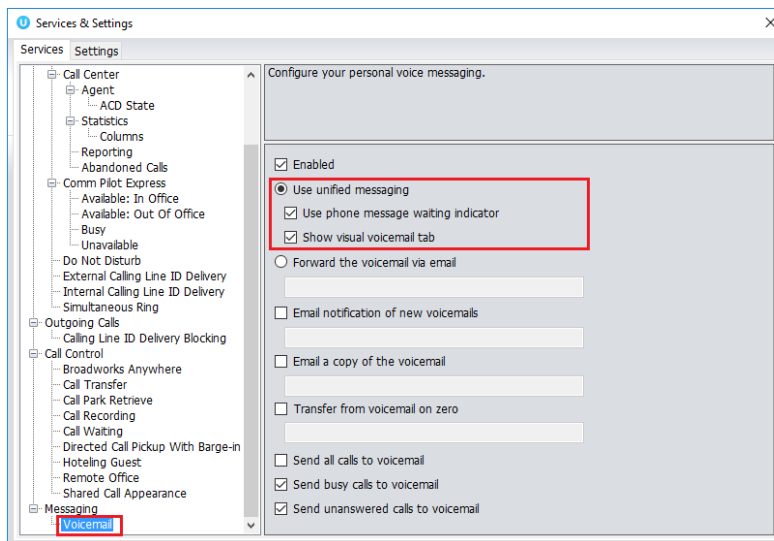 Services & Settings
Services Settings
Call Center
Agent
ACD State
Statistics
Columns
Reporting
Abandoned Calls
Comm Pilot Express
Available: In Office
Available: Out Of Office
Busy
Unavailable
Do Not Disturb
External Calling Line ID Delivery
Internal Calling Line ID Delivery
Simultaneous Ring
Outgoing Calls
Calling Line ID Delivery Blocking
Call Control
Broadworks Anywhere
Call Transfer
Call Park Retrieve
Call Recording
Call Waiting
Directed Call Pickup With Barge-in
Hoteling Guest
Remote Office
Shared Call Appearance
Messaging
Voicemail
Configure your personal voice messaging.
Enabled
Use unified messaging
Use phone message waiting indicator
Show visual voicemail tab
Forward the voicemail via email
Email notification of new voicemails
Email a copy of the voicemail
Transfer from voicemail on zero
Send all calls to voicemail
Send busy calls to voicemail
Send unanswered calls to voicemail